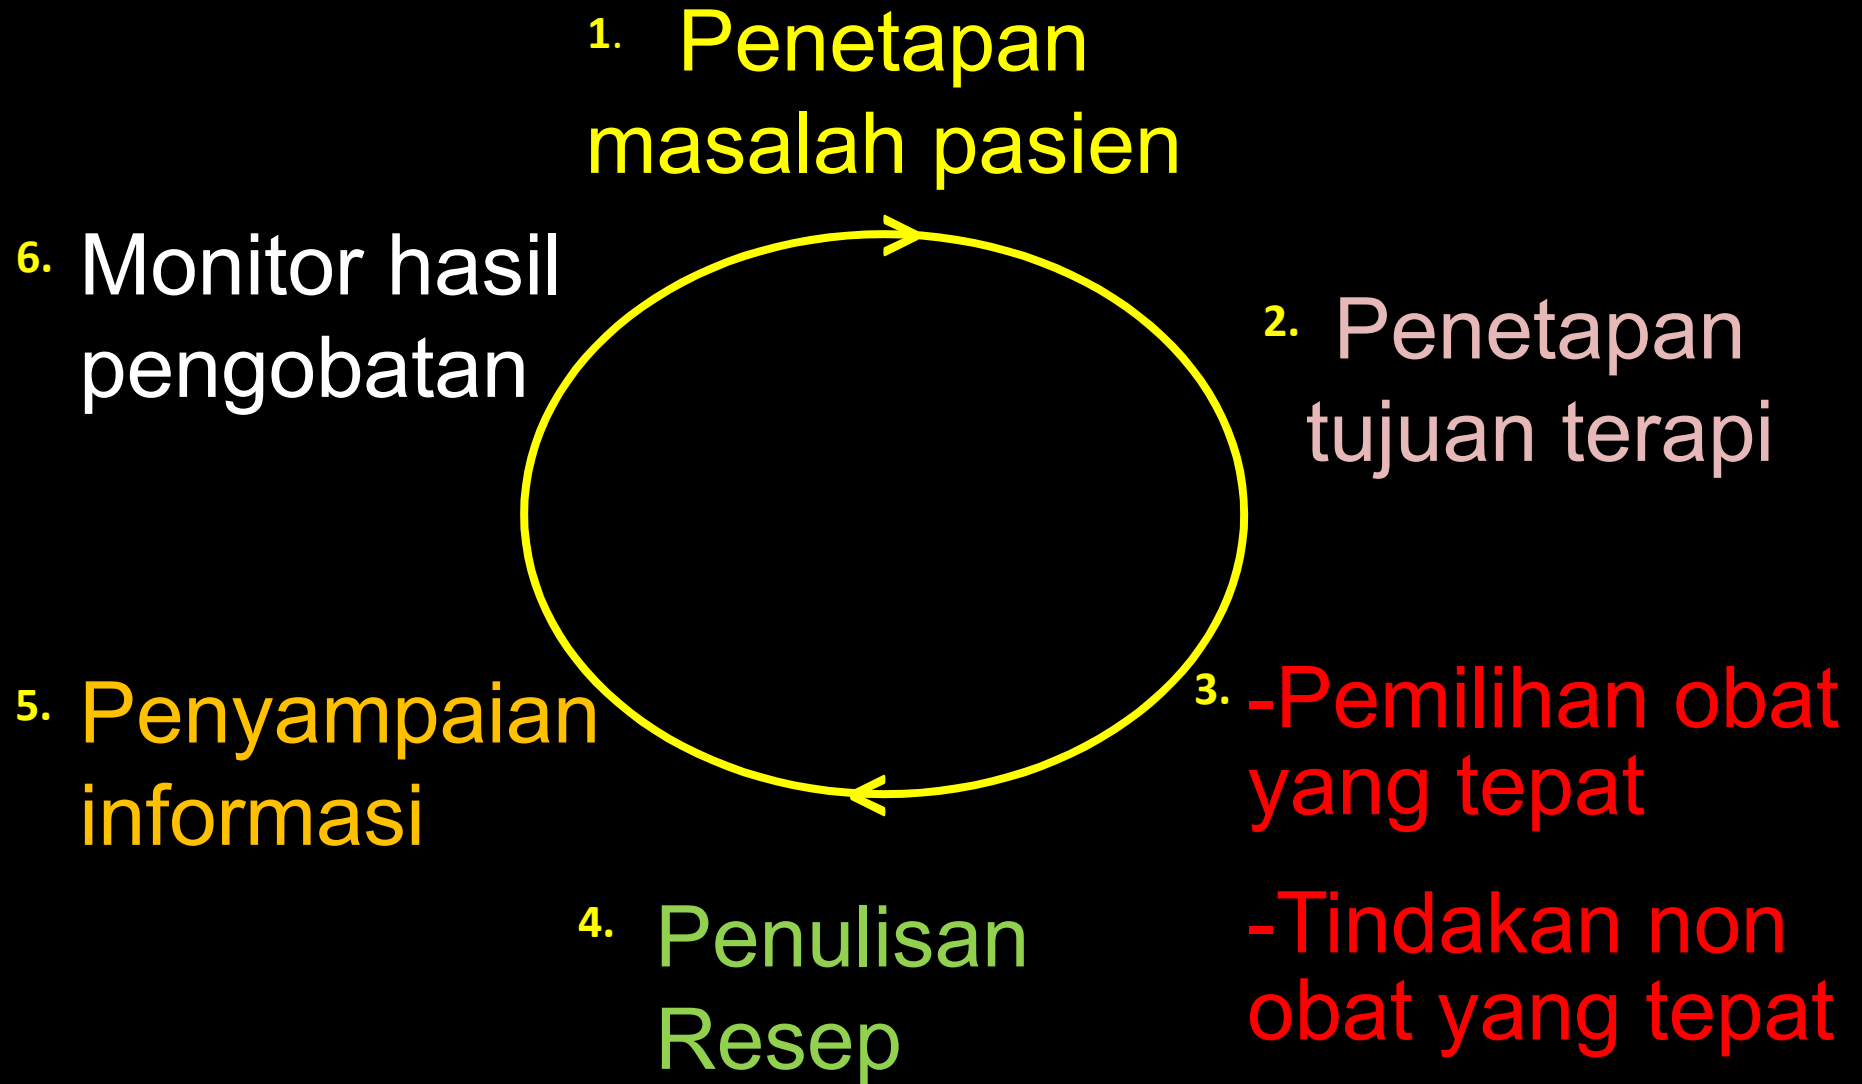 1. Penetapan
masalah pasien
2. Penetapan
tujuan terapi
3. -Pemilihan obat
yang tepat
-Tindakan non
obat yang tepat
4. Penulisan
Resep
5. Penyampaian
informasi
6. Monitor hasil
pengobatan